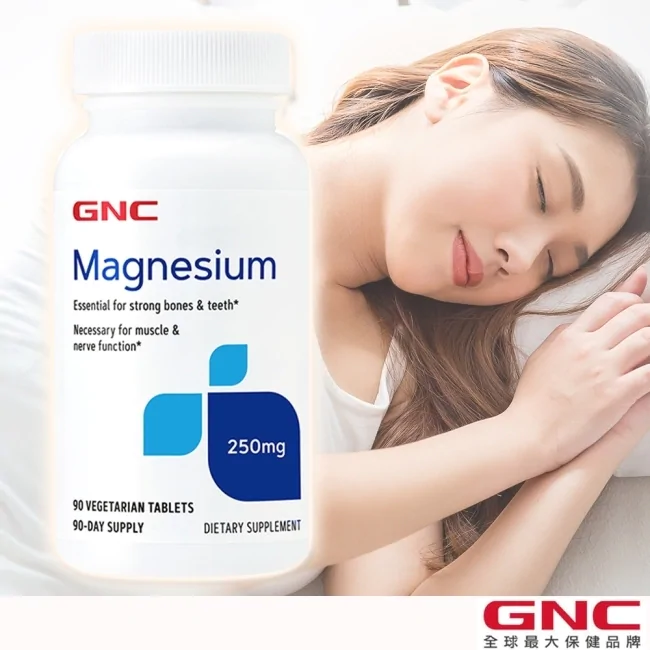 GNC
Magnesium
Essential for strong bones & teeth*
Necessary for muscle &
nerve function*
250mg
90 VEGETARIAN TABLETS
90-DAY SUPPLY
DIETARY SUPPLEMENT
GNC
全球最大保健品牌